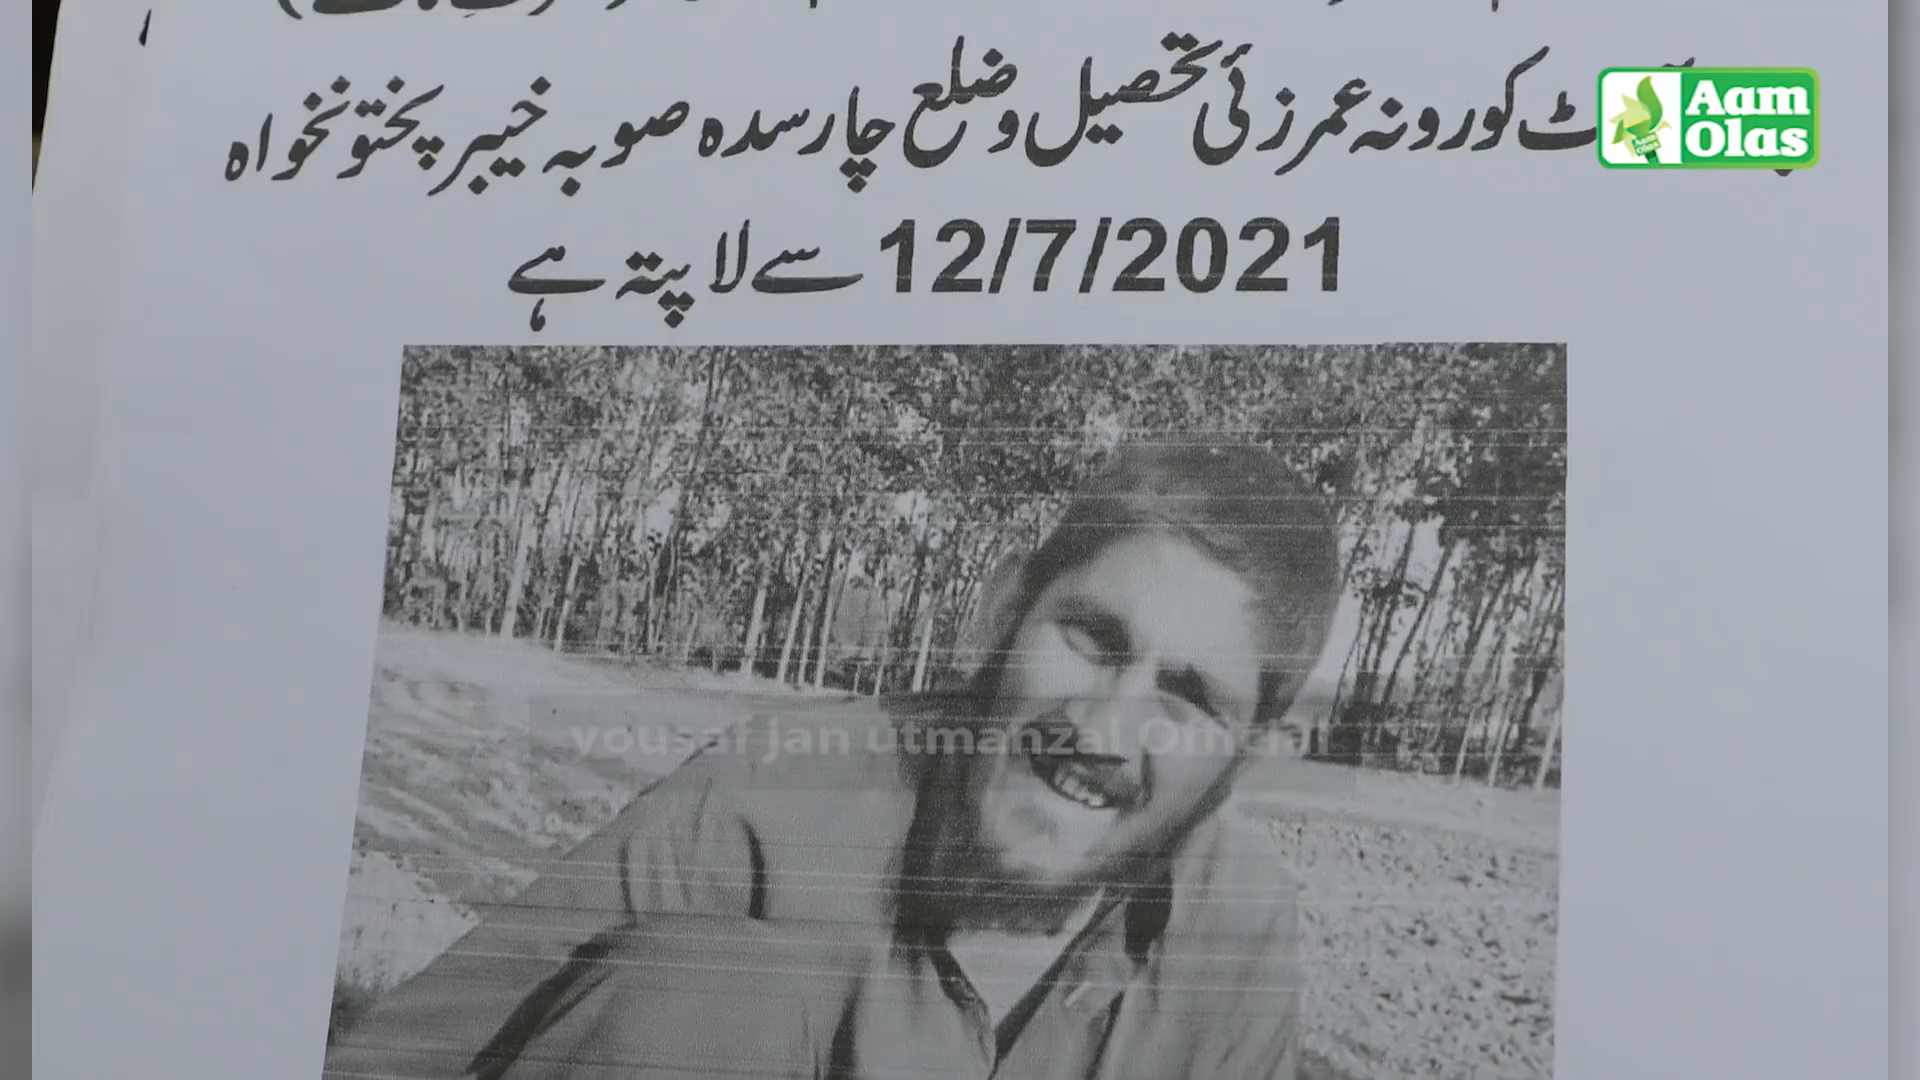 کورونہ عمرزئی تحصیل و ضلع چارسدہ صوبہ خیبر پختونخواہ
12/7/2021 سے لاپتہ ہے
Aam
Olas
yousaf jan utmanzai Official